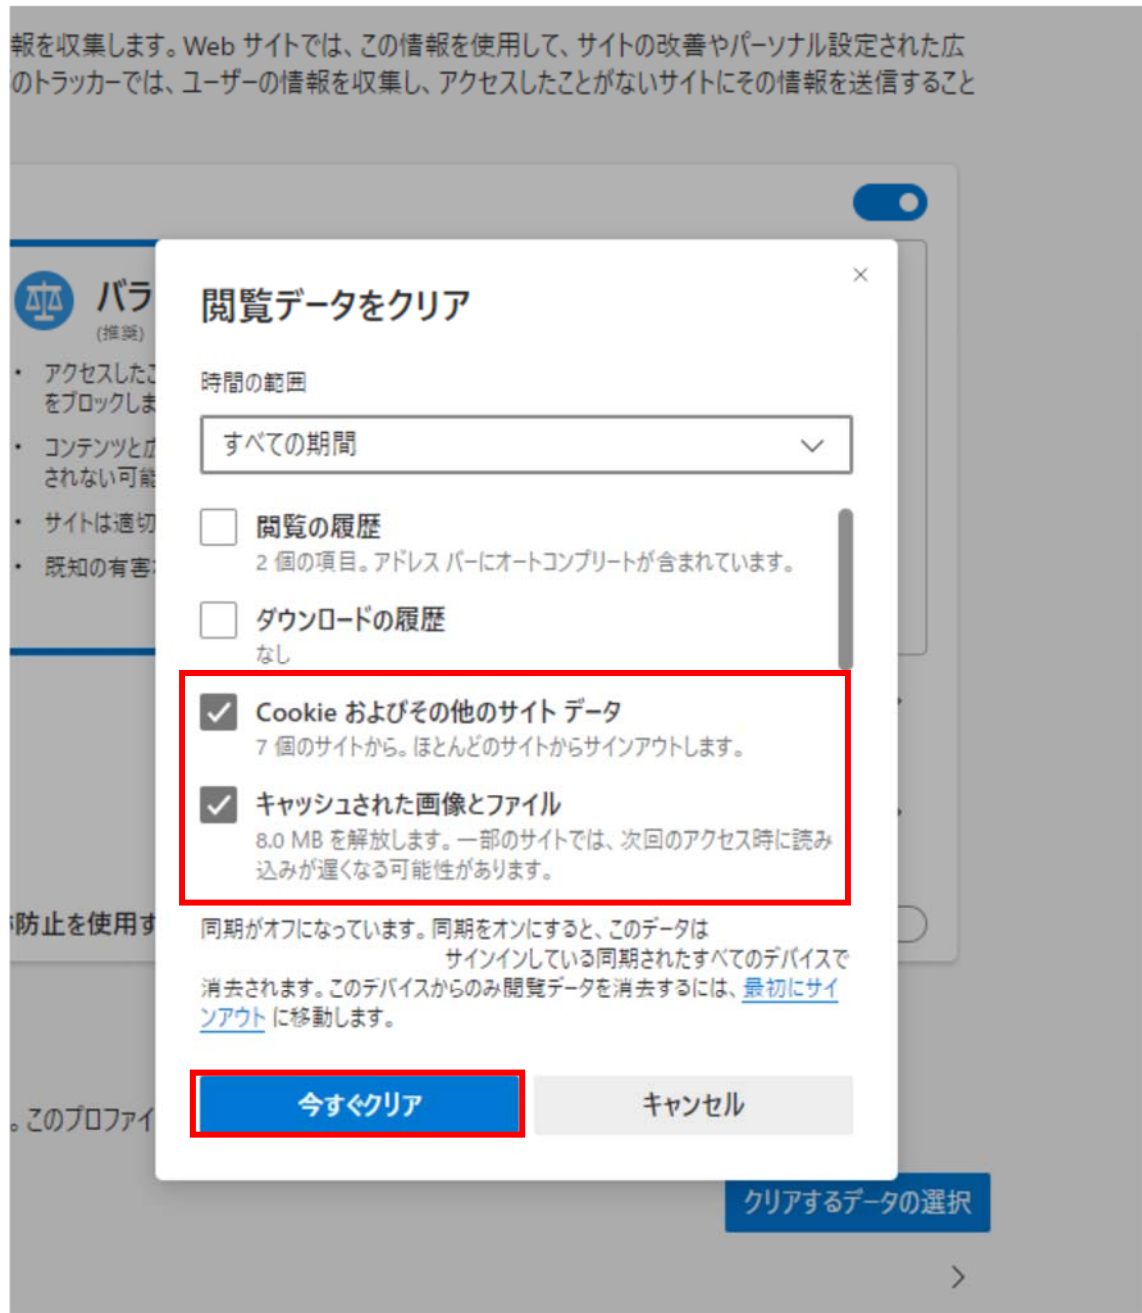 報を収集します。Web サイトでは、この情報を使用して、サイトの改善やパーソナル設定された広
のトラッカーでは、ユーザーの情報を収集し、アクセスしたことがないサイトにその情報を送信すること
バラ
(推奨)
・ アクセスしたこ
をブロックしま
・ コンテンツと広
されない可能
・ サイトは適切
・ 既知の有害
閲覧データをクリア
時間の範囲
すべての期間
閲覧の履歴
2 個の項目。アドレス バーにオートコンプリートが含まれています。
ダウンロードの履歴
なし
Cookie およびその他のサイト データ
7 個のサイトから。ほとんどのサイトからサインアウトします。
キャッシュされた画像とファイル
8.0 MB を解放します。一部のサイトでは、次回のアクセス時に読み
込みが遅くなる可能性があります。
防止を使用す
同期がオフになっています。同期をオンにすると、このデータは
サインインしている同期されたすべてのデバイスで
消去されます。このデバイスからのみ閲覧データを消去するには、最初にサイ
ンアウト に移動します。
今すぐクリア
キャンセル
。このプロファイ
クリアするデータの選択